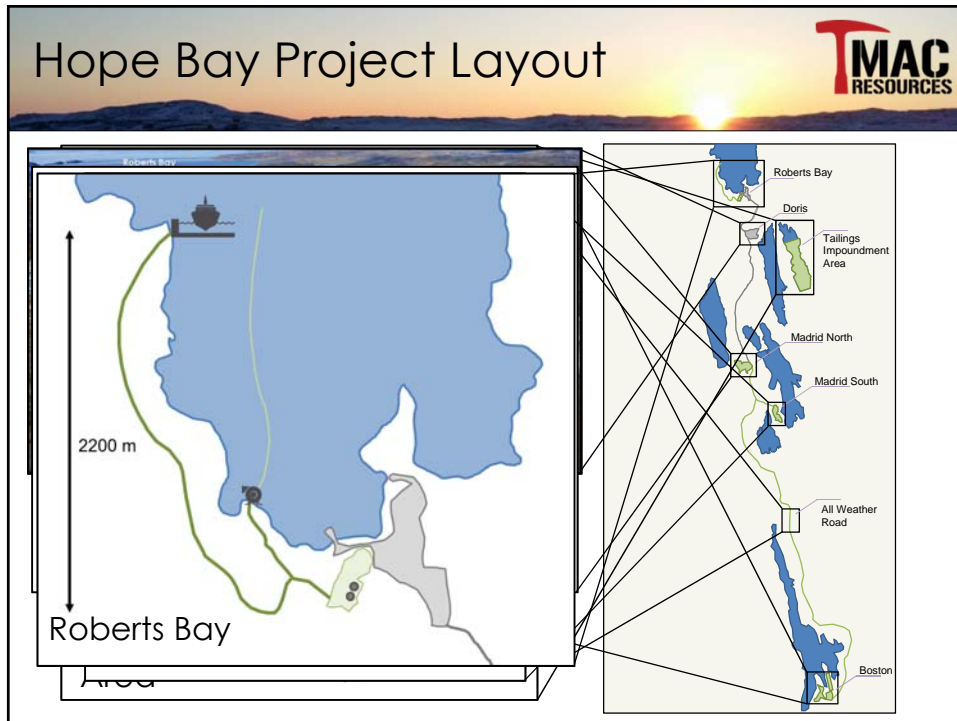 Hope Bay Project Layout
TMAC
RESOURCES
Roberts Bay
2200 m
Roberts Bay
Area
Roberts Bay
Doris
Tailings
Impoundment
Area
Madrid North
Madrid South
All Weather
Road
Boston